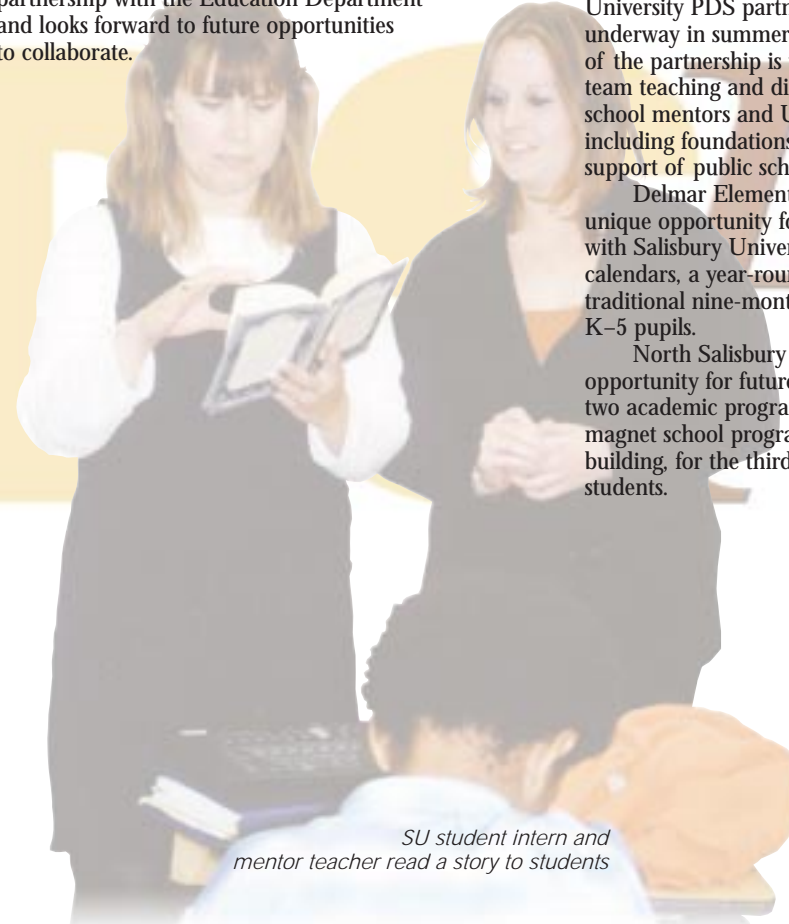 partnership with the Education Department
and looks forward to future opportunities
to collaborate.
University PDS partn
underway in summer
of the partnership is
team teaching and di
school mentors and U
including foundations
support of public sch
Delmar Element
unique opportunity fo
with Salisbury Univer
calendars, a year-roun
traditional nine-mont
K–5 pupils.
North Salisbury
opportunity for future
two academic progra
magnet school progra
building, for the third
students.
SU student intern and
mentor teacher read a story to students